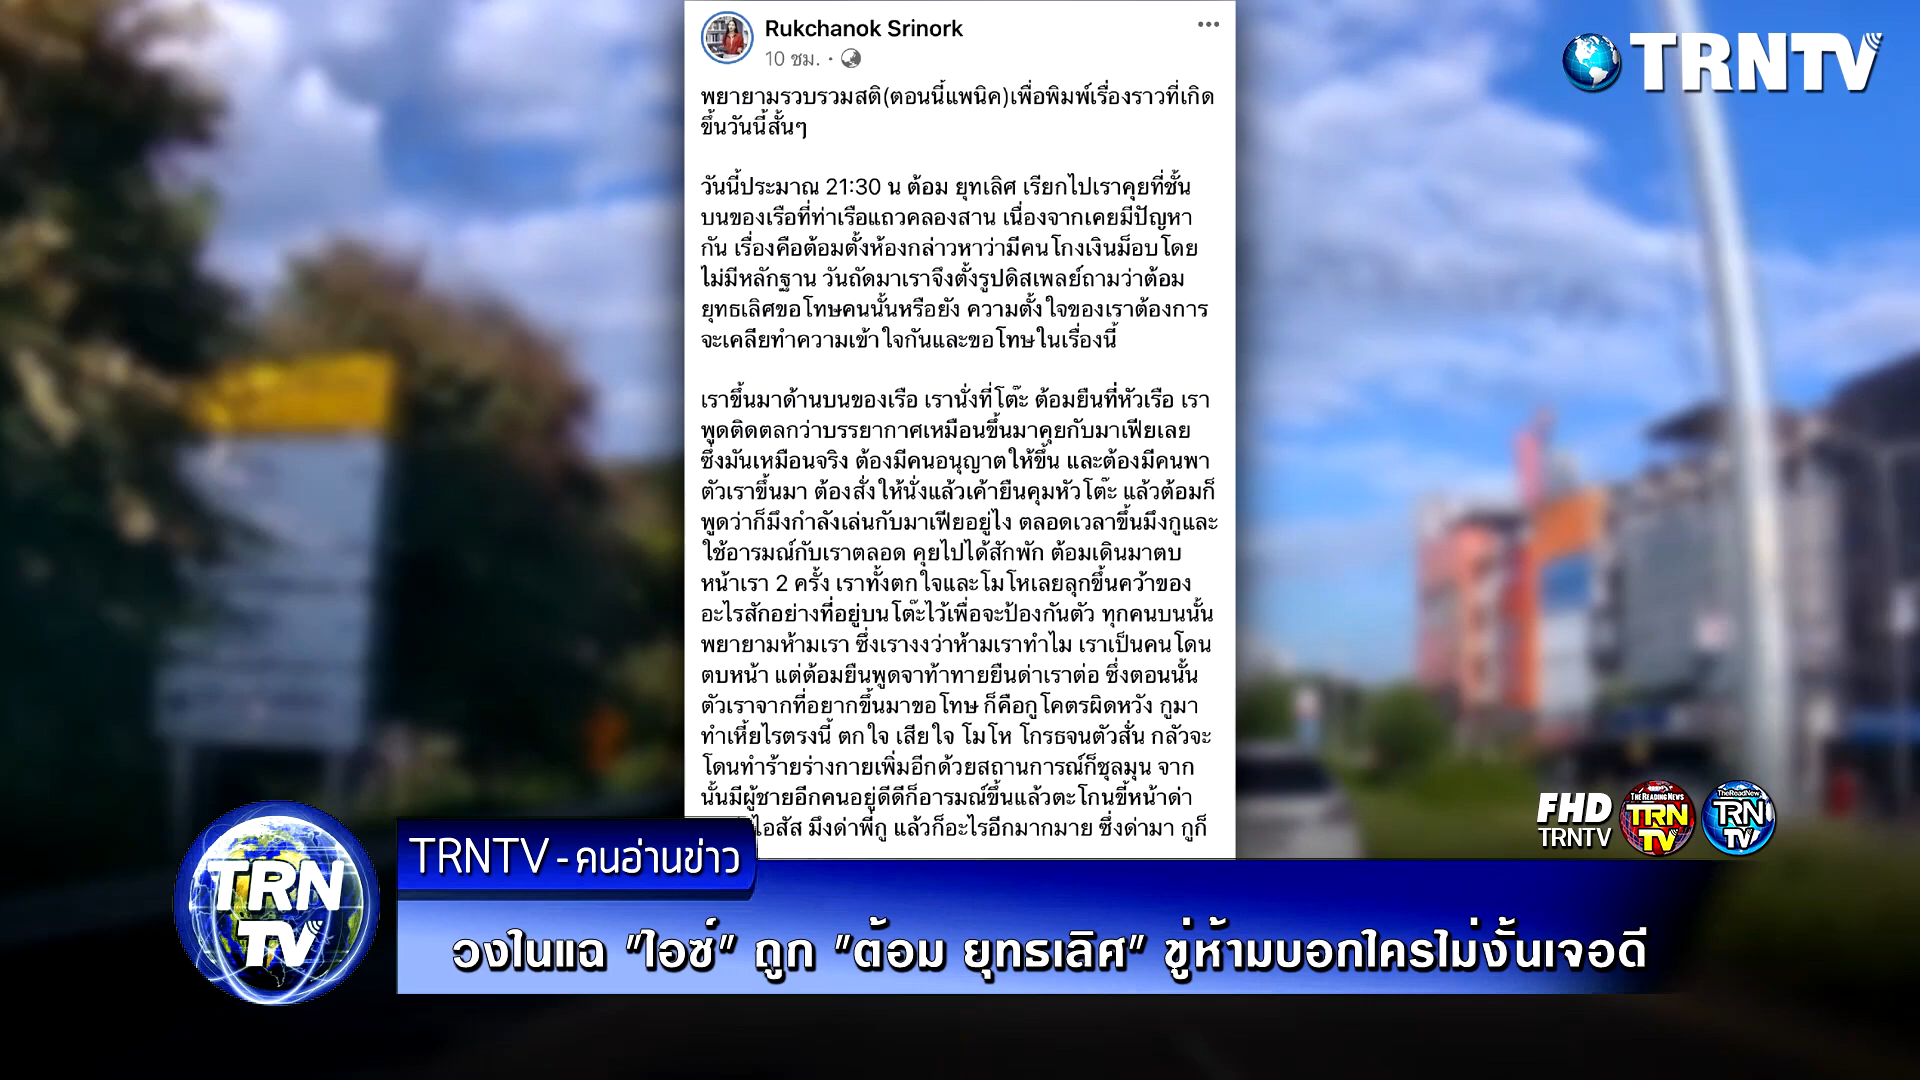 Rukchanok Srinork
10 ชม.
TRNTV
พยายามรวบรวมสติ(ตอนนี้แพนิค)เพื่อพิมพ์เรื่องราวที่เกิด
ขึ้นวันนี้สั้นๆ
วันนี้ประมาณ 21:30 น ต้อม ยุทเลิศ เรียกไปเราคุยที่ชั้น
บนของเรือที่ท่าเรือแถวคลองสาน เนื่องจากเคยมีปัญหา
กัน เรื่องคือต้อมตั้งห้องกล่าวหาว่ามีคนโกงเงินม็อบโดย
ไม่มีหลักฐาน วันถัดมาเราจึงตั้งรูปดิสเพลย์ถามว่าต้อม
ยุทธเลิศขอโทษคนนั้นหรือยัง ความตั้งใจของเราต้องการ
จะเคลียทำความเข้าใจกันและขอโทษในเรื่องนี้
เราขึ้นมาด้านบนของเรือ เรานั่งที่โต๊ะ ต้อมยืนที่หัวเรือ เรา
พูดติดตลกว่าบรรยากาศเหมือนขึ้นมาคุยกับมาเฟียเลย
ซึ่งมันเหมือนจริง ต้องมีคนอนุญาตให้ขึ้น และต้องมีคนพา
ตัวเราขึ้นมา ต้องสั่งให้นั่งแล้วเค้ายืนคุมหัวโต๊ะ แล้วต้อมก็
พูดว่าก็มึงกำลังเล่นกับมาเฟียอยู่ไง ตลอดเวลาขึ้นมึงกูและ
ใช้อารมณ์กับเราตลอด คุยไปได้สักพัก ต้อมเดินมาตบ
หน้าเรา 2 ครั้ง เราทั้งตกใจและโมโหเลยลุกขึ้นคว้าของ
อะไรสักอย่างที่อยู่บนโต๊ะไว้เพื่อจะป้องกันตัว ทุกคนบนนั้น
พยายามห้ามเรา ซึ่งเรางงว่าห้ามเราทำไม เราเป็นคนโดน
ตบหน้า แต่ต้อมยืนพูดจาท้าทายยืนด่าเราต่อ ซึ่งตอนนั้น
ตัวเราจากที่อยากขึ้นมาขอโทษ ก็คือกูโคตรผิดหวัง กูมา
ทำเหี้ยไรตรงนี้ ตกใจ เสียใจ โมโห โกรธจนตัวสั่น กลัวจะ
โดนทำร้ายร่างกายเพิ่มอีกด้วยสถานการณ์ก็ชุลมุน จาก
นั้นมีผู้ชายอีกคนอยู่ดีดีก็อารมณ์ขึ้นแล้วตะโกนขี้หน้าด่า
ไอสัส มึงด่าพี่กู แล้วก็อะไรอีกมากมาย ซึ่งด่ามา กูก็
FHD
TRNTV
THE READING NEWS
TRN
TV
TheReadNew
TRN
TV
TRN
TV
TRNTV - คนอ่านข่าว
วงในแฉ "ไอซ์" ถูก "ต้อม ยุทธเลิศ" ขู่ห้ามบอกใครไม่งั้นเจอดี